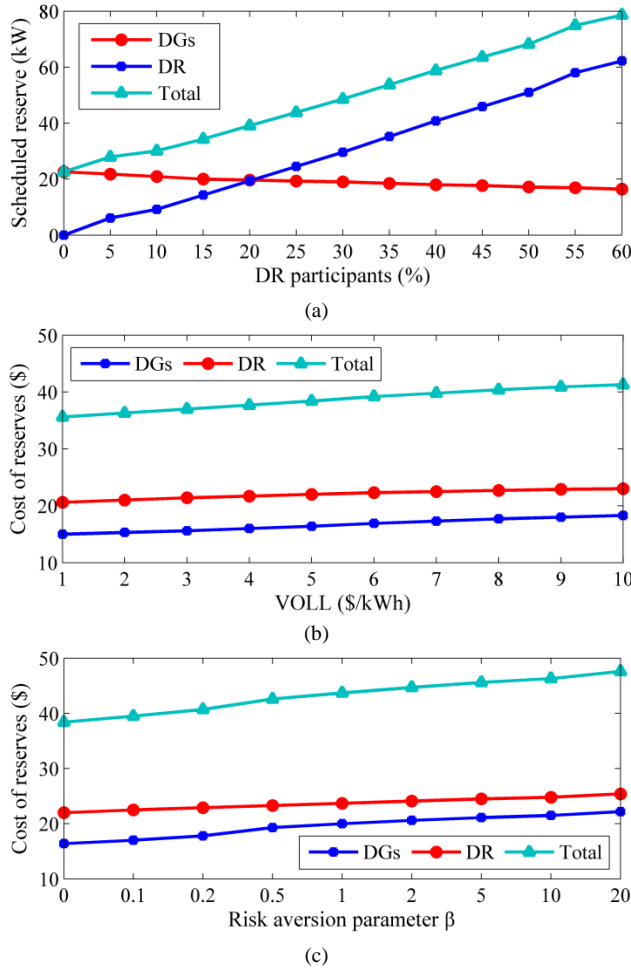 80
60
40
20
0
Scheduled reserve (kW)
DGs
DR
Total
0 5 10 15 20 25 30 35 40 45 50 55 60
DR participants (%)
(a)
50
40
30
20
10
Cost of reserves ($)
DGs DR Total
1 2 3 4 5 6 7 8 9 10
VOLL ($/kWh)
(b)
50
40
30
20
10
Cost of reserves ($)
DGs DR Total
0 0.1 0.2 0.5 1 2 5 10 20
Risk aversion parameter β
(c)